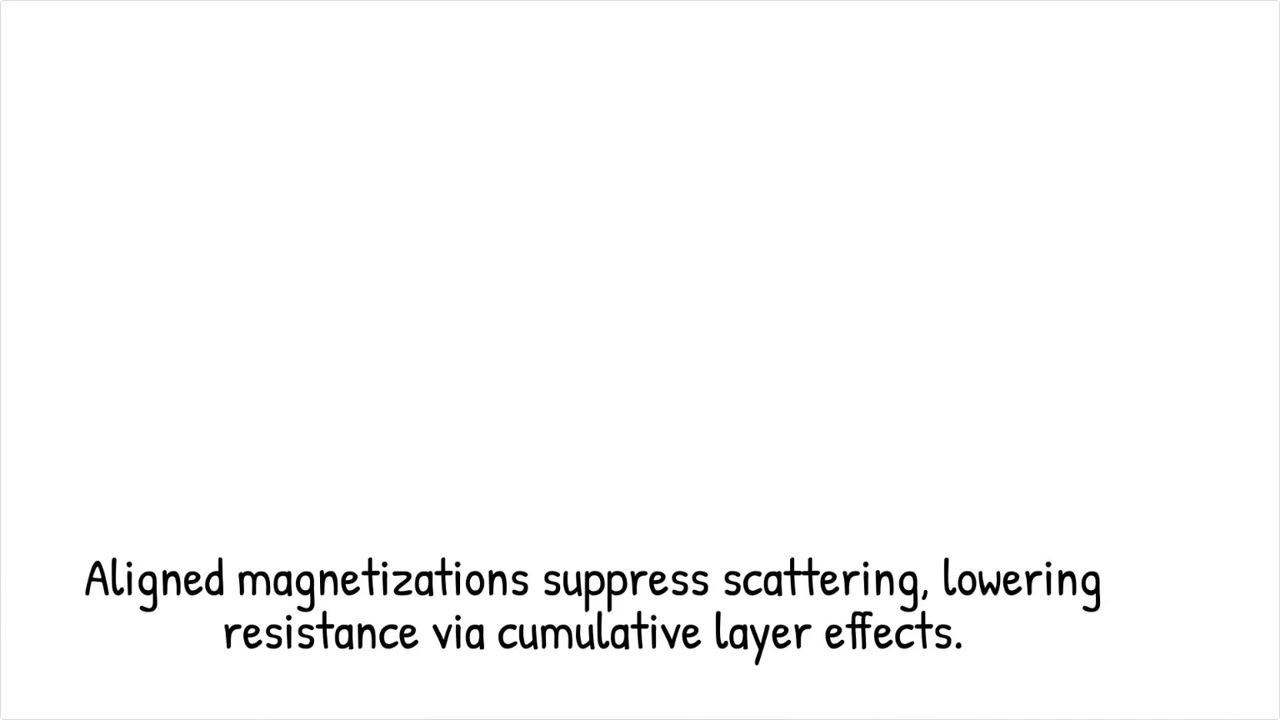 Aligned magnetizations suppress scattering, lowering
resistance via cumulative layer effects.